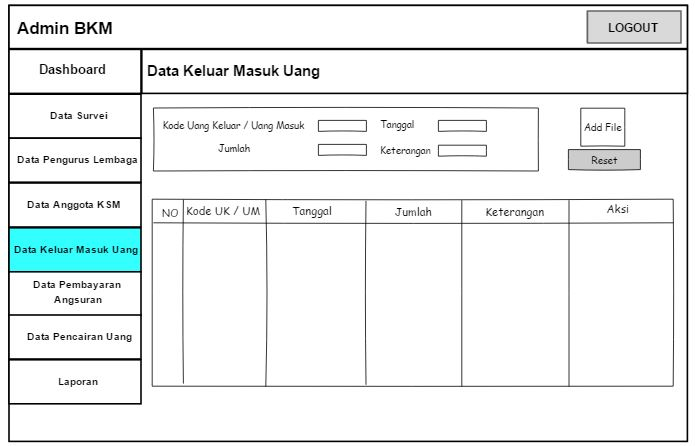 Admin BKM
LOGOUT
Dashboard
Data Keluar Masuk Uang
Data Survei
Data Pengurus Lembaga
Data Anggota KSM
Data Keluar Masuk Uang
Data Pembayaran
Angsuran
Data Pencairan Uang
Laporan
Kode Uang Keluar / Uang Masuk
Tanggal
Jumlah
Keterangan
Add File
Reset
NO Kode UK / UM Tanggal Jumlah Keterangan Aksi